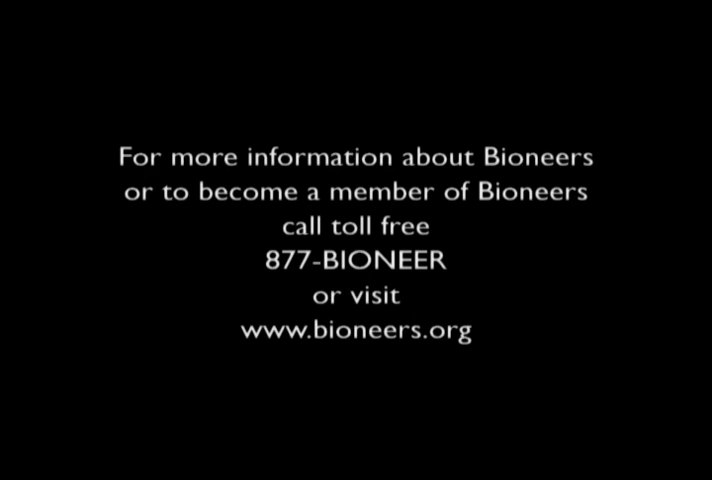 For more information about Bioneers
or to become a member of Bioneers
call toll free
877-BIONEER
or visit
www.bioneers.org